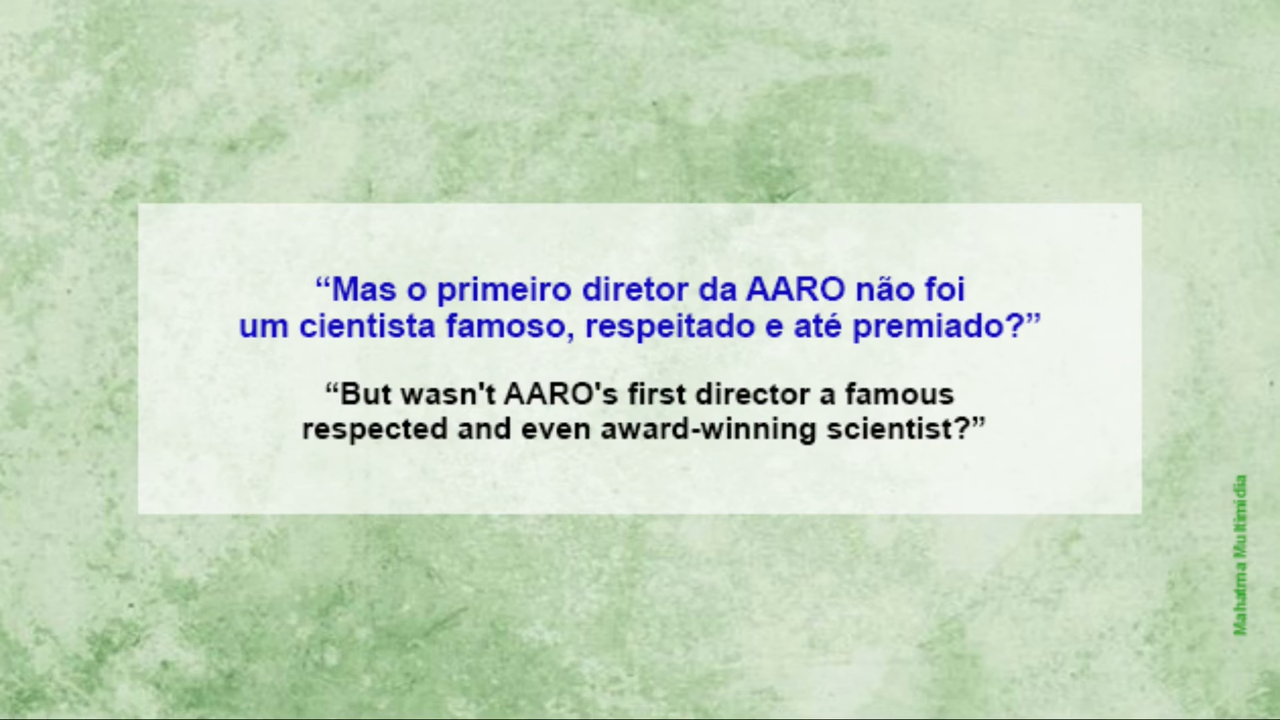 “Mas o primeiro diretor da AARO não foi
um cientista famoso, respeitado e até premiado?”
“But wasn't AARO's first director a famous
respected and even award-winning scientist?”
Mahatma Multimidia